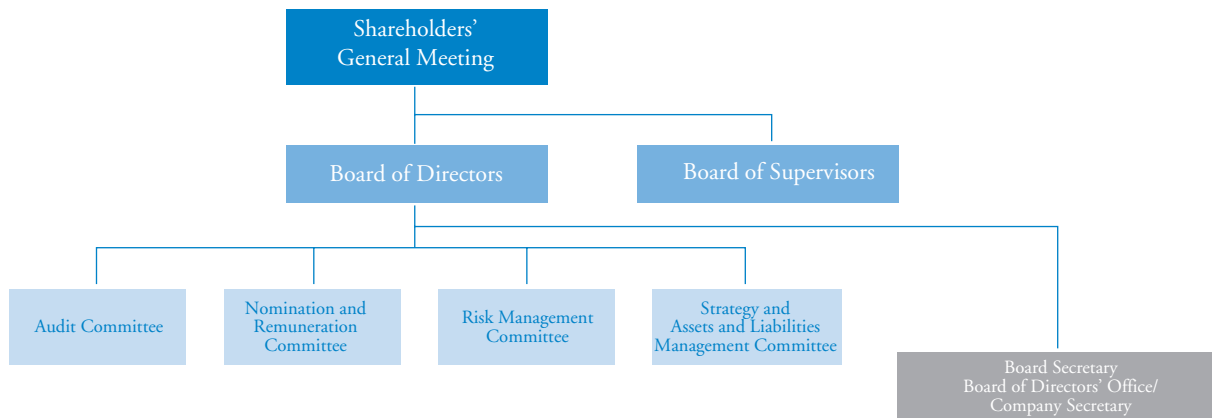 Shareholders'
General Meeting
Board of Directors
Board of Supervisors
Audit Committee
Nomination and
Remuneration
Committee
Risk Management
Committee
Strategy and
Assets and Liabilities
Management Committee
Board Secretary
Board of Directors' Office/
Company Secretary